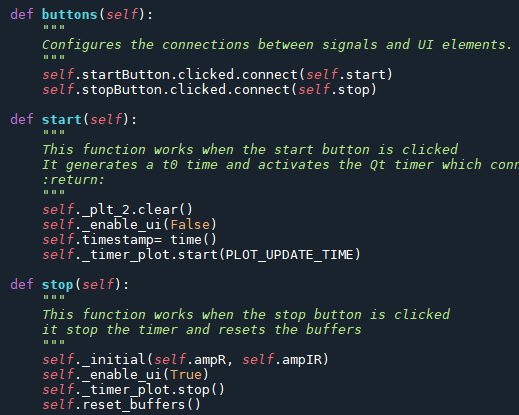 def buttons(self):
"""
Configures the connections between signals and UI elements.
"""
self.startButton.clicked.connect(self.start)
self.stopButton.clicked.connect(self.stop)
def start(self):
"""
This function works when the start button is clicked
It generates a t0 time and activates the Qt timer which conn
:return:
"""
self._plt_2.clear()
self._enable_ui(False)
self.timestamp= time()
self._timer_plot.start(PLOT_UPDATE_TIME)
def stop(self):
"""
This function works when the stop button is clicked
it stop the timer and resets the buffers
"""
self._initial(self.ampR, self.ampIR)
self._enable_ui(True)
self._timer_plot.stop()
self.reset_buffers()